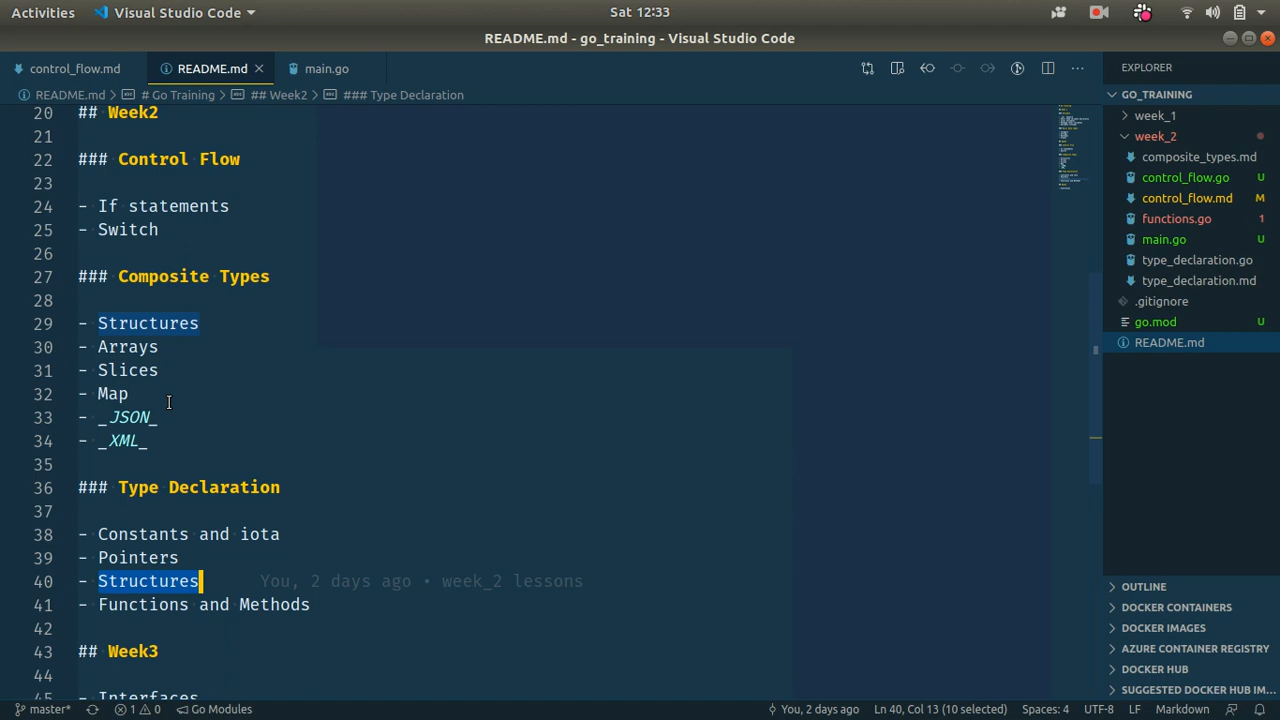 Activities Visual Studio Code Sat 12:33
README.md - go_training - Visual Studio Code
control_flow.md README.md main.go
README.md > # Go Training > ## Week2 > ### Type Declaration
20 ## Week2
21
22 ### Control Flow
23
24 - If statements
25 - Switch
26
27 ### Composite Types
28
29 - Structures
30 - Arrays
31 - Slices
32 - Map
33 - _JSON_
34 - _XML_
35
36 ### Type Declaration
37
38 - Constants and iota
39 - Pointers
40 - Structures You, 2 days ago • week_2 lessons
41 - Functions and Methods
42
43 ## Week3
44
45 - Interfaces
EXPLORER
GO_TRAINING
week_1
week_2
composite_types.md
control_flow.go U
control_flow.md M
functions.go 1
main.go U
type_declaration.go
type_declaration.md
.gitignore
go.mod U
README.md
OUTLINE
DOCKER CONTAINERS
DOCKER IMAGES
AZURE CONTAINER REGISTRY
DOCKER HUB
SUGGESTED DOCKER HUB IM...
master* 1 0 Go Modules You, 2 days ago Ln 40, Col 13 (10 selected) Spaces: 4 UTF-8 LF Markdown